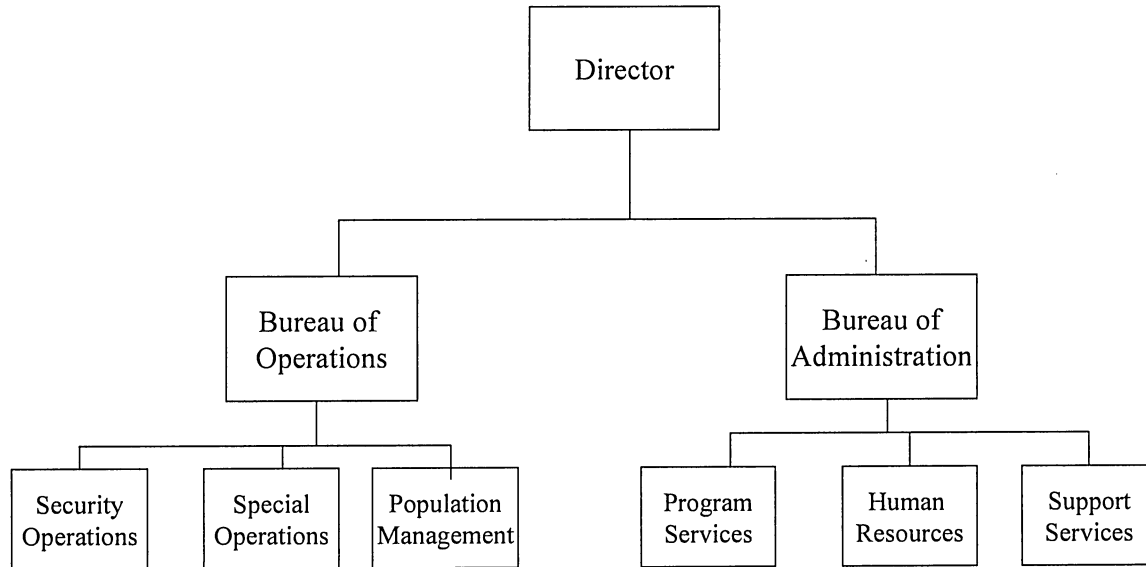 Director
Bureau of
Operations
Bureau of
Administration
Security
Operations
Special
Operations
Population
Management
Program
Services
Human
Resources
Support
Services